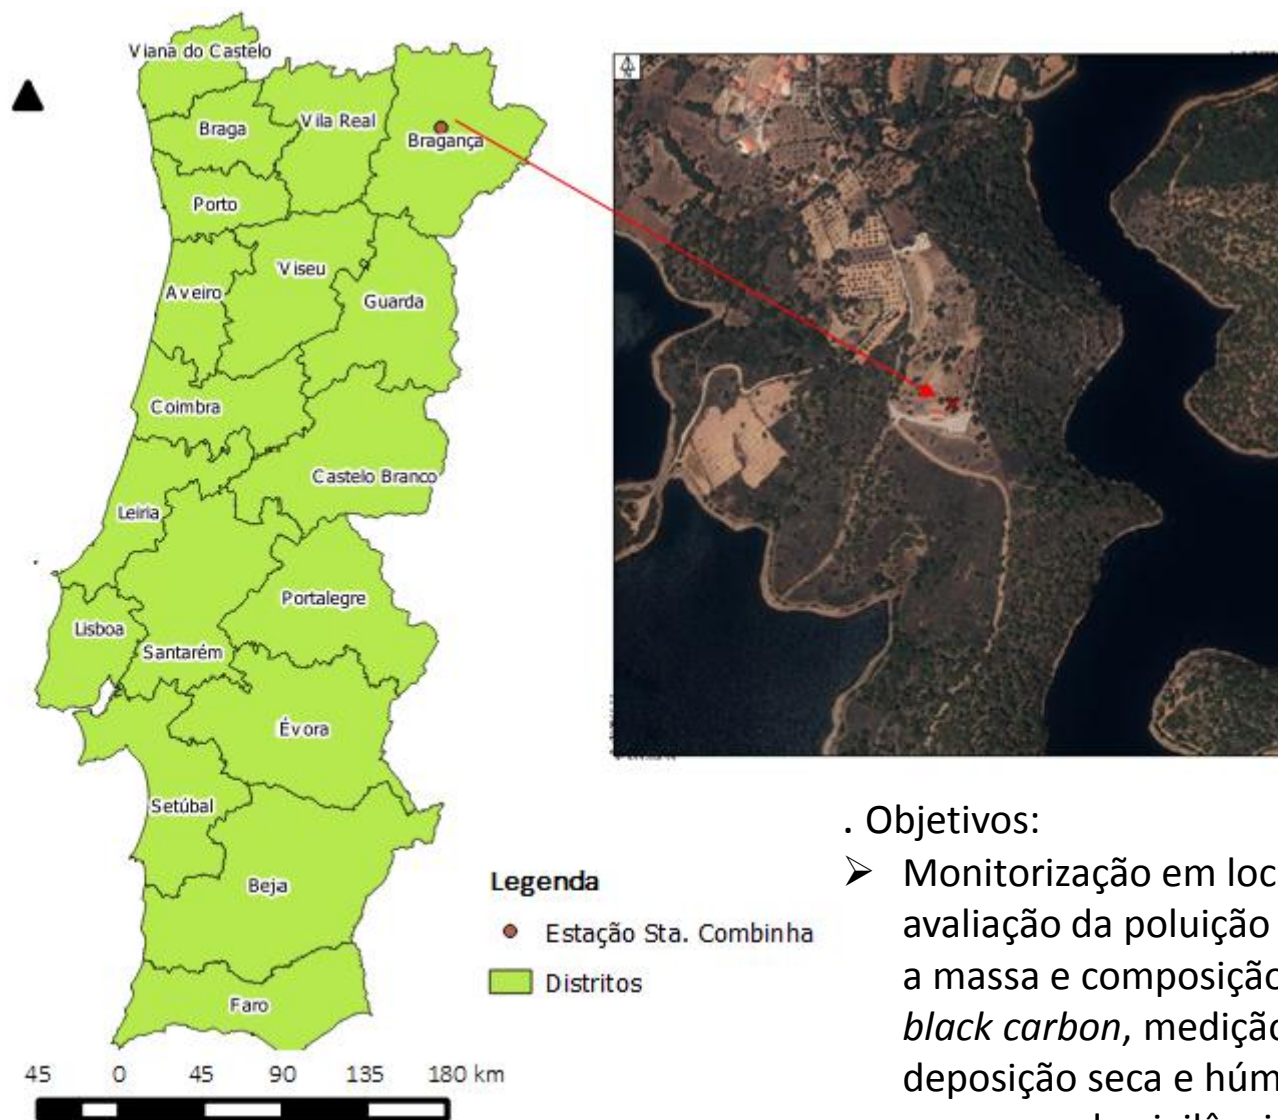 Viana do Castelo
Braga
Vila Real
Bragança
Porto
Viseu
Aveiro
Guarda
Coimbra
Castelo Branco
Leiria
Portalegre
Lisboa
Santarém
Évora
Setúbal
Beja
Faro
45 0 45 90 135 180 km
Legenda
Estação Sta. Combinha
Distritos
N
. Objetivos:
➢ Monitorização em loc
avaliação da poluição
a massa e composição
black carbon, medição
deposição seca e húm